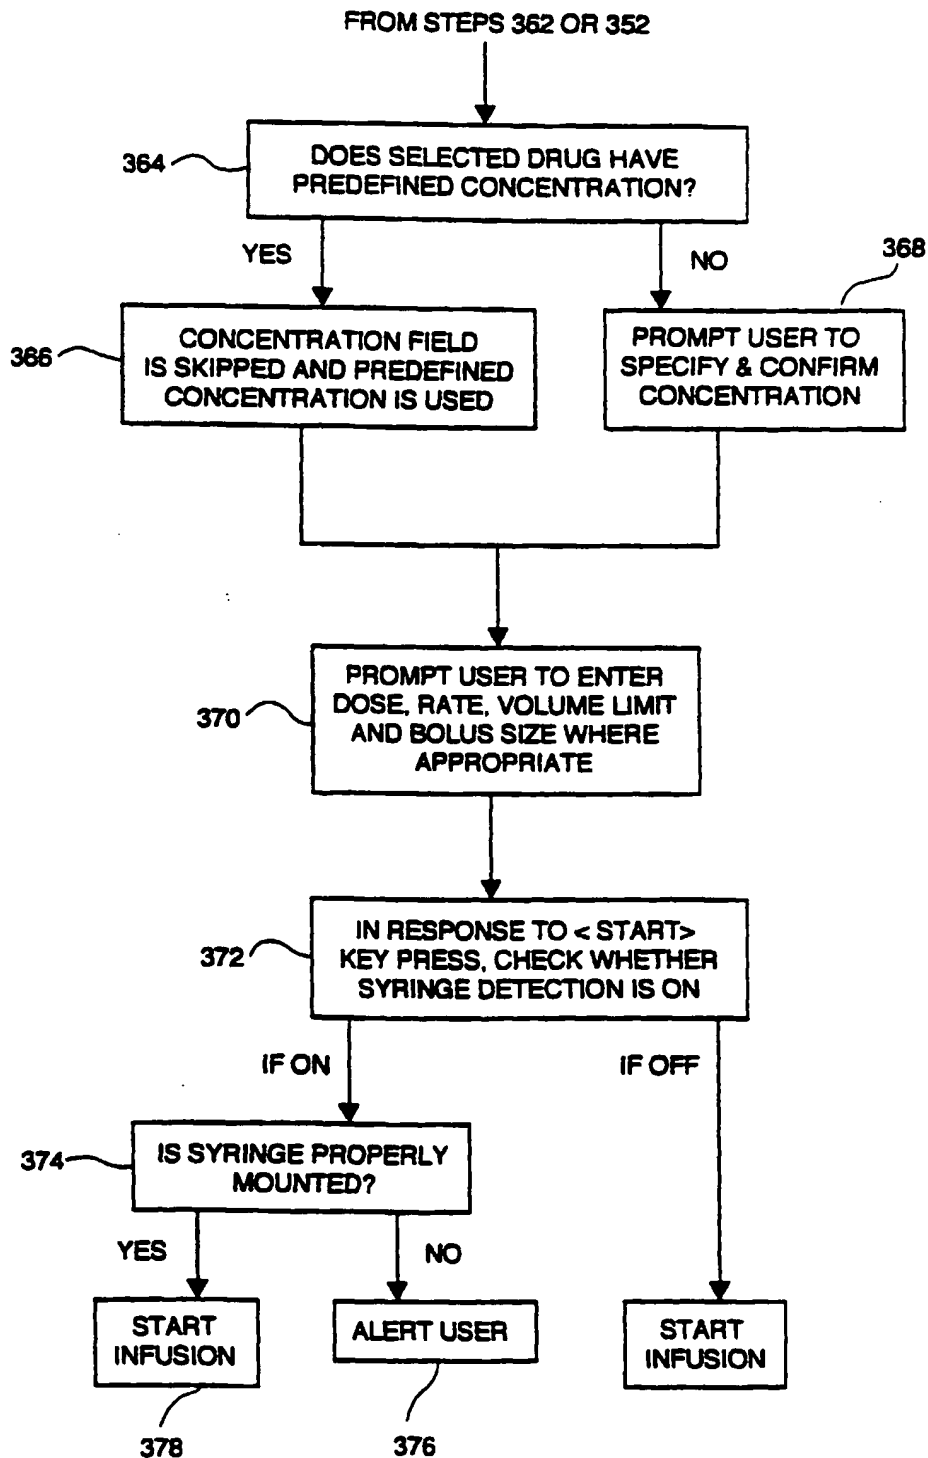 FROM STEPS 362 OR 352
364
DOES SELECTED DRUG HAVE
PREDEFINED CONCENTRATION?
YES
NO
368
366
CONCENTRATION FIELD
IS SKIPPED AND PREDEFINED
CONCENTRATION IS USED
PROMPT USER TO
SPECIFY & CONFIRM
CONCENTRATION
370
PROMPT USER TO ENTER
DOSE, RATE, VOLUME LIMIT
AND BOLUS SIZE WHERE
APPROPRIATE
372
IN RESPONSE TO < START>
KEY PRESS, CHECK WHETHER
SYRINGE DETECTION IS ON
IF ON
IF OFF
374
IS SYRINGE PROPERLY
MOUNTED?
YES
NO
START
INFUSION
ALERT USER
START
INFUSION
378
376